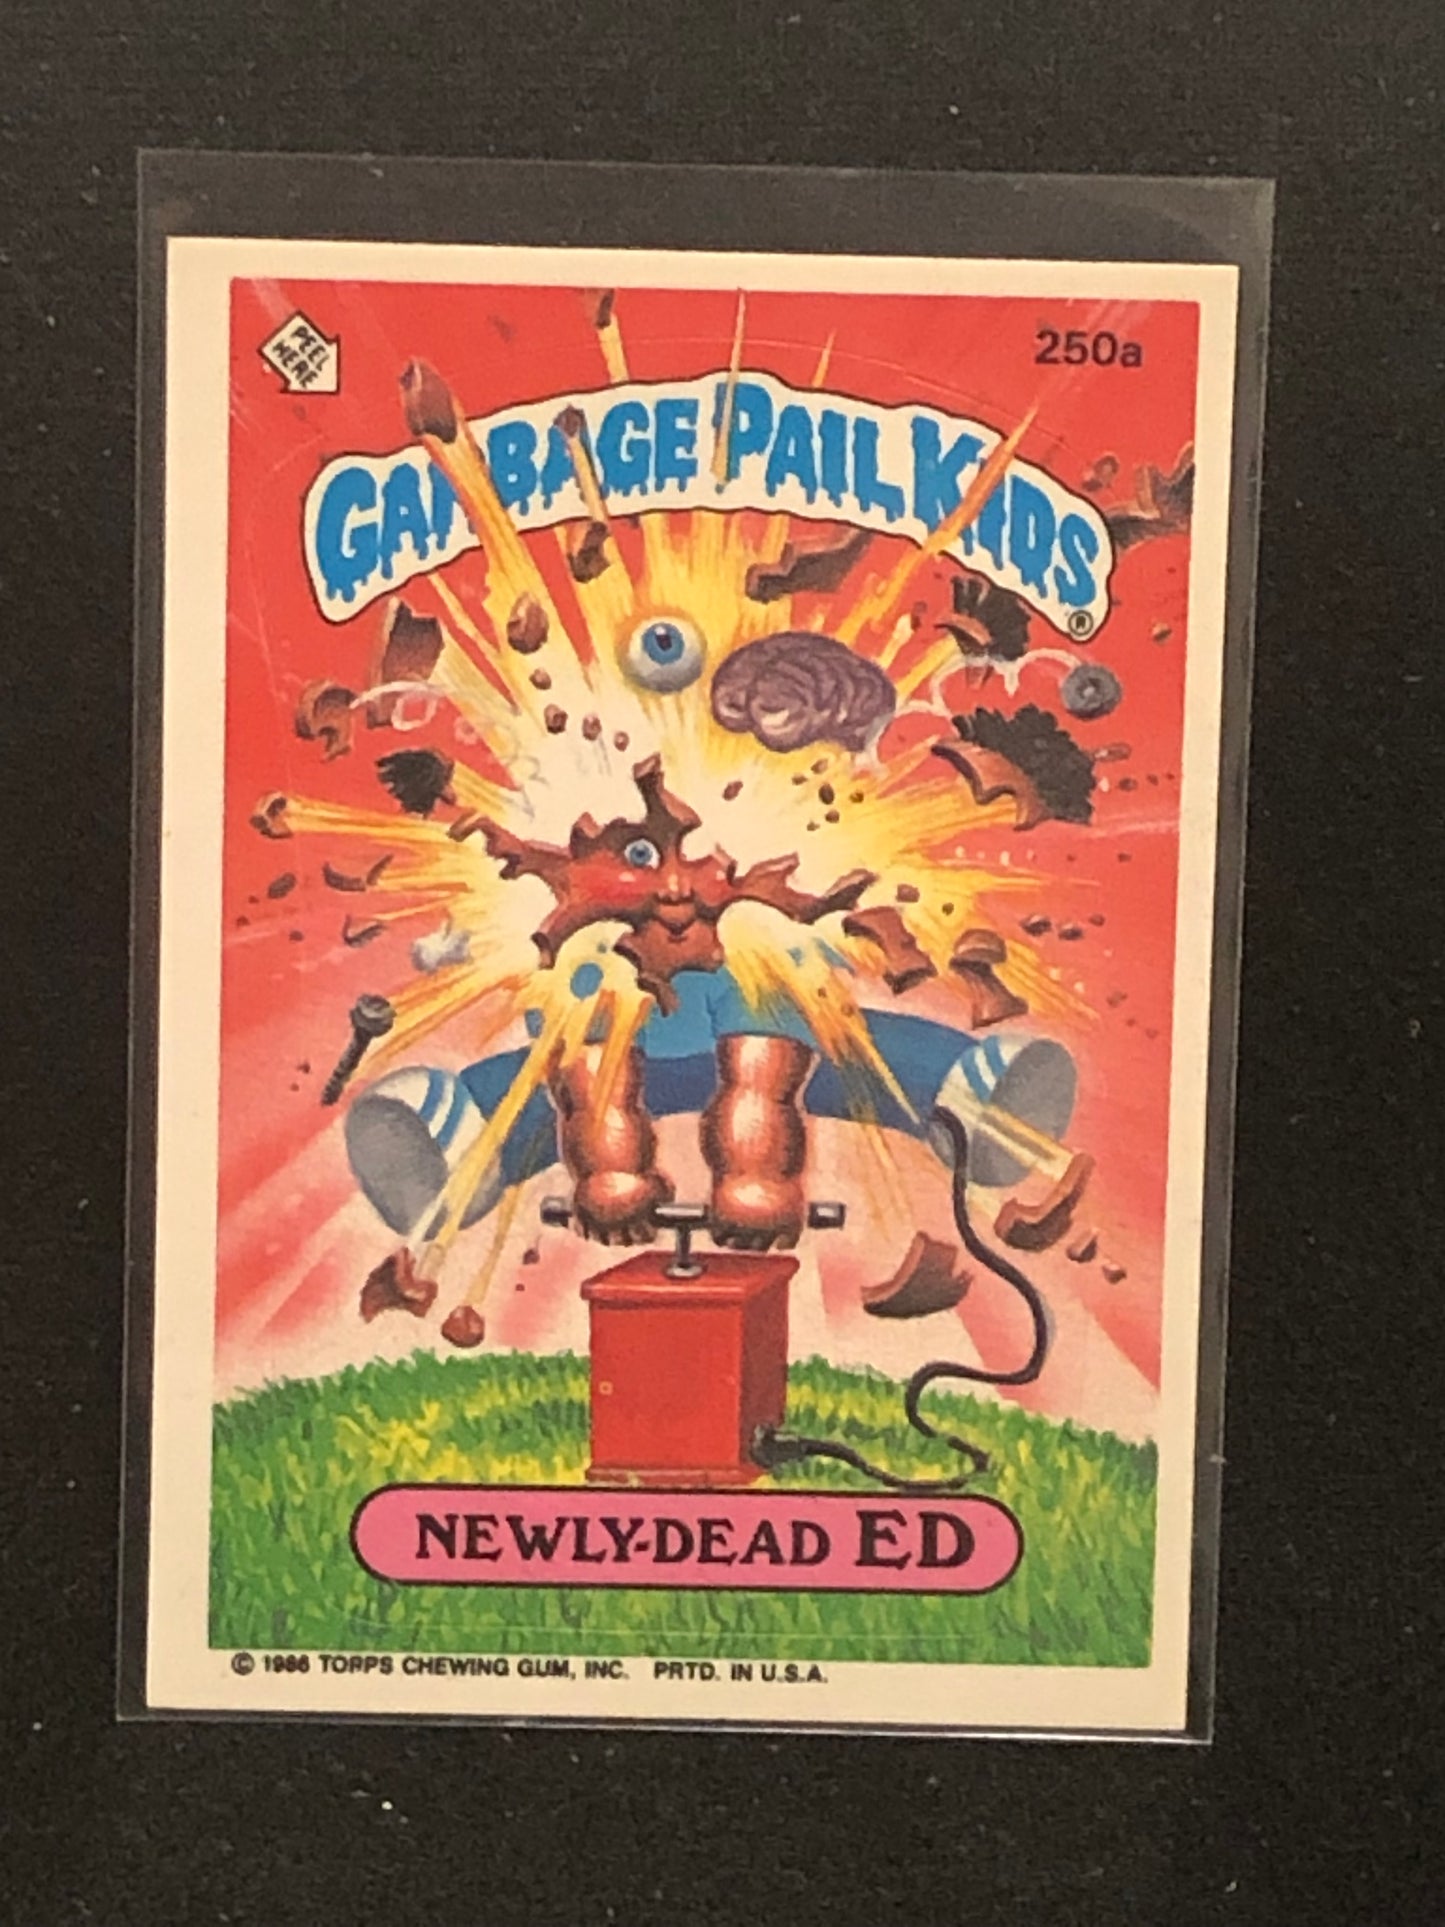 PEEL
HERE
250a
GARBAGE PAIL KIDS
®
NEWLY-DEAD ED
© 1986 TOPPS CHEWING GUM, INC. PRTD. IN U.S.A.